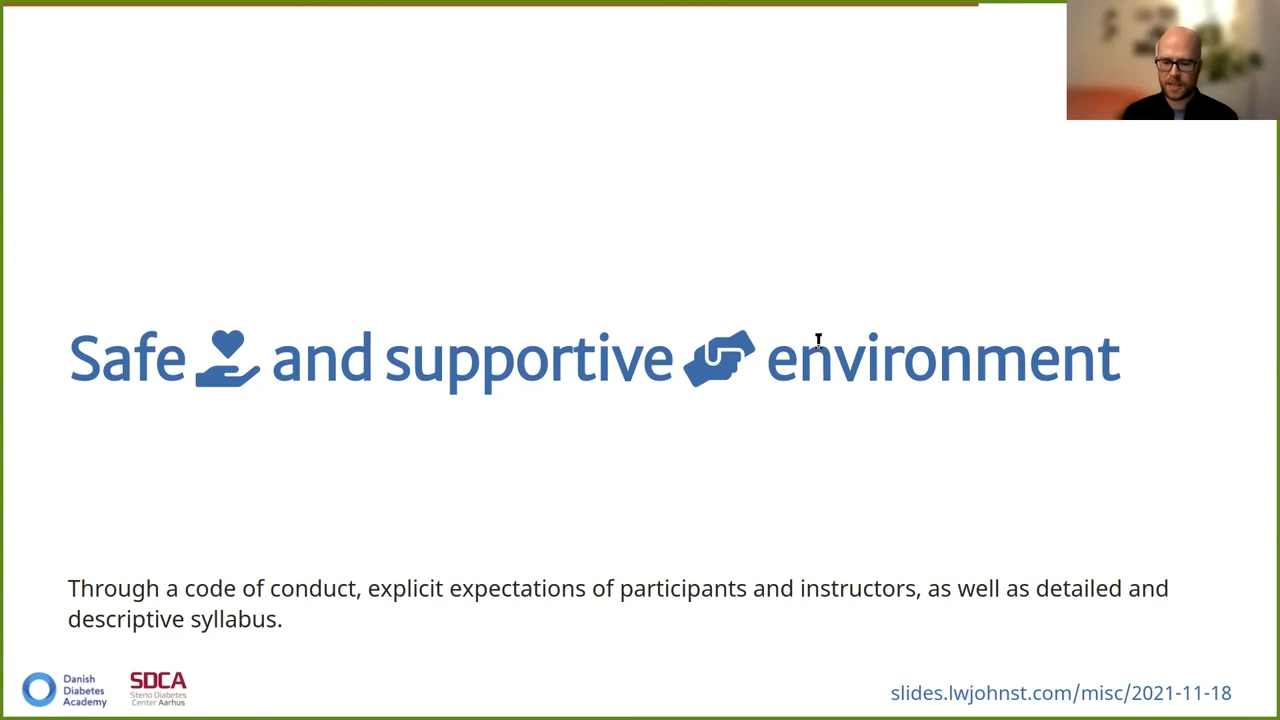 Safe and supportive environment
Through a code of conduct, explicit expectations of participants and instructors, as well as detailed and
descriptive syllabus.
Danish
Diabetes
Academy
SDCA
Steno Diabetes
Center Aarhus
slides.lwjohnst.com/misc/2021-11-18